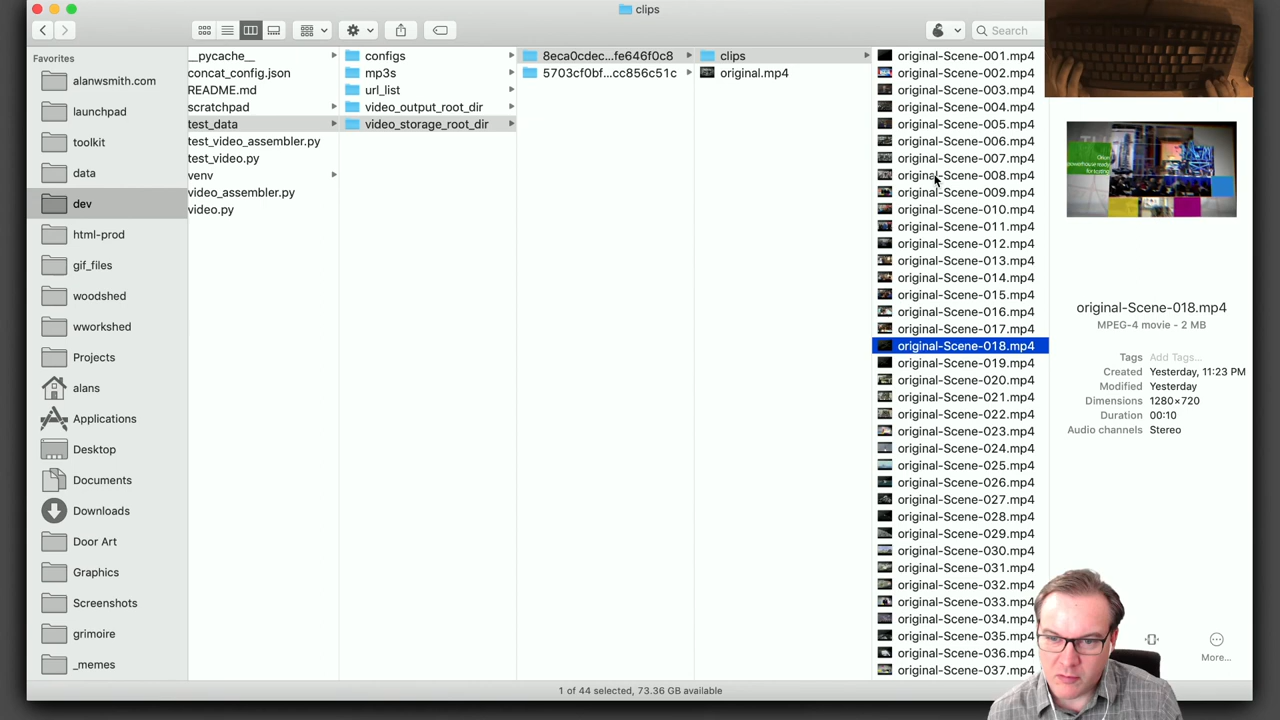 clips
Search
Favorites
alanwsmith.com
launchpad
toolkit
data
dev
html-prod
gif_files
woodshed
wworkshed
Projects
alans
Applications
Desktop
Documents
Downloads
Door Art
Graphics
Screenshots
grimoire
_memes
__pycache__
concat_config.json
README.md
scratchpad
test_data
test_video_assembler.py
test_video.py
venv
video_assembler.py
video.py
configs
mp3s
url_list
video_output_root_dir
video_storage_root_dir
8eca0cdec...fe646f0c8
5703cf0bf...cc856c51c
clips
original.mp4
original-Scene-001.mp4
original-Scene-002.mp4
original-Scene-003.mp4
original-Scene-004.mp4
original-Scene-005.mp4
original-Scene-006.mp4
original-Scene-007.mp4
original-Scene-008.mp4
original-Scene-009.mp4
original-Scene-010.mp4
original-Scene-011.mp4
original-Scene-012.mp4
original-Scene-013.mp4
original-Scene-014.mp4
original-Scene-015.mp4
original-Scene-016.mp4
original-Scene-017.mp4
original-Scene-018.mp4
original-Scene-019.mp4
original-Scene-020.mp4
original-Scene-021.mp4
original-Scene-022.mp4
original-Scene-023.mp4
original-Scene-024.mp4
original-Scene-025.mp4
original-Scene-026.mp4
original-Scene-027.mp4
original-Scene-028.mp4
original-Scene-029.mp4
original-Scene-030.mp4
original-Scene-031.mp4
original-Scene-032.mp4
original-Scene-033.mp4
original-Scene-034.mp4
original-Scene-035.mp4
original-Scene-036.mp4
original-Scene-037.mp4
powerhouse ready
for testing
original-Scene-018.mp4
MPEG-4 movie - 2 MB
Tags Add Tags...
Created Yesterday, 11:23 PM
Modified Yesterday
Dimensions 1280×720
Duration 00:10
Audio channels Stereo
More...
1 of 44 selected, 73.36 GB available